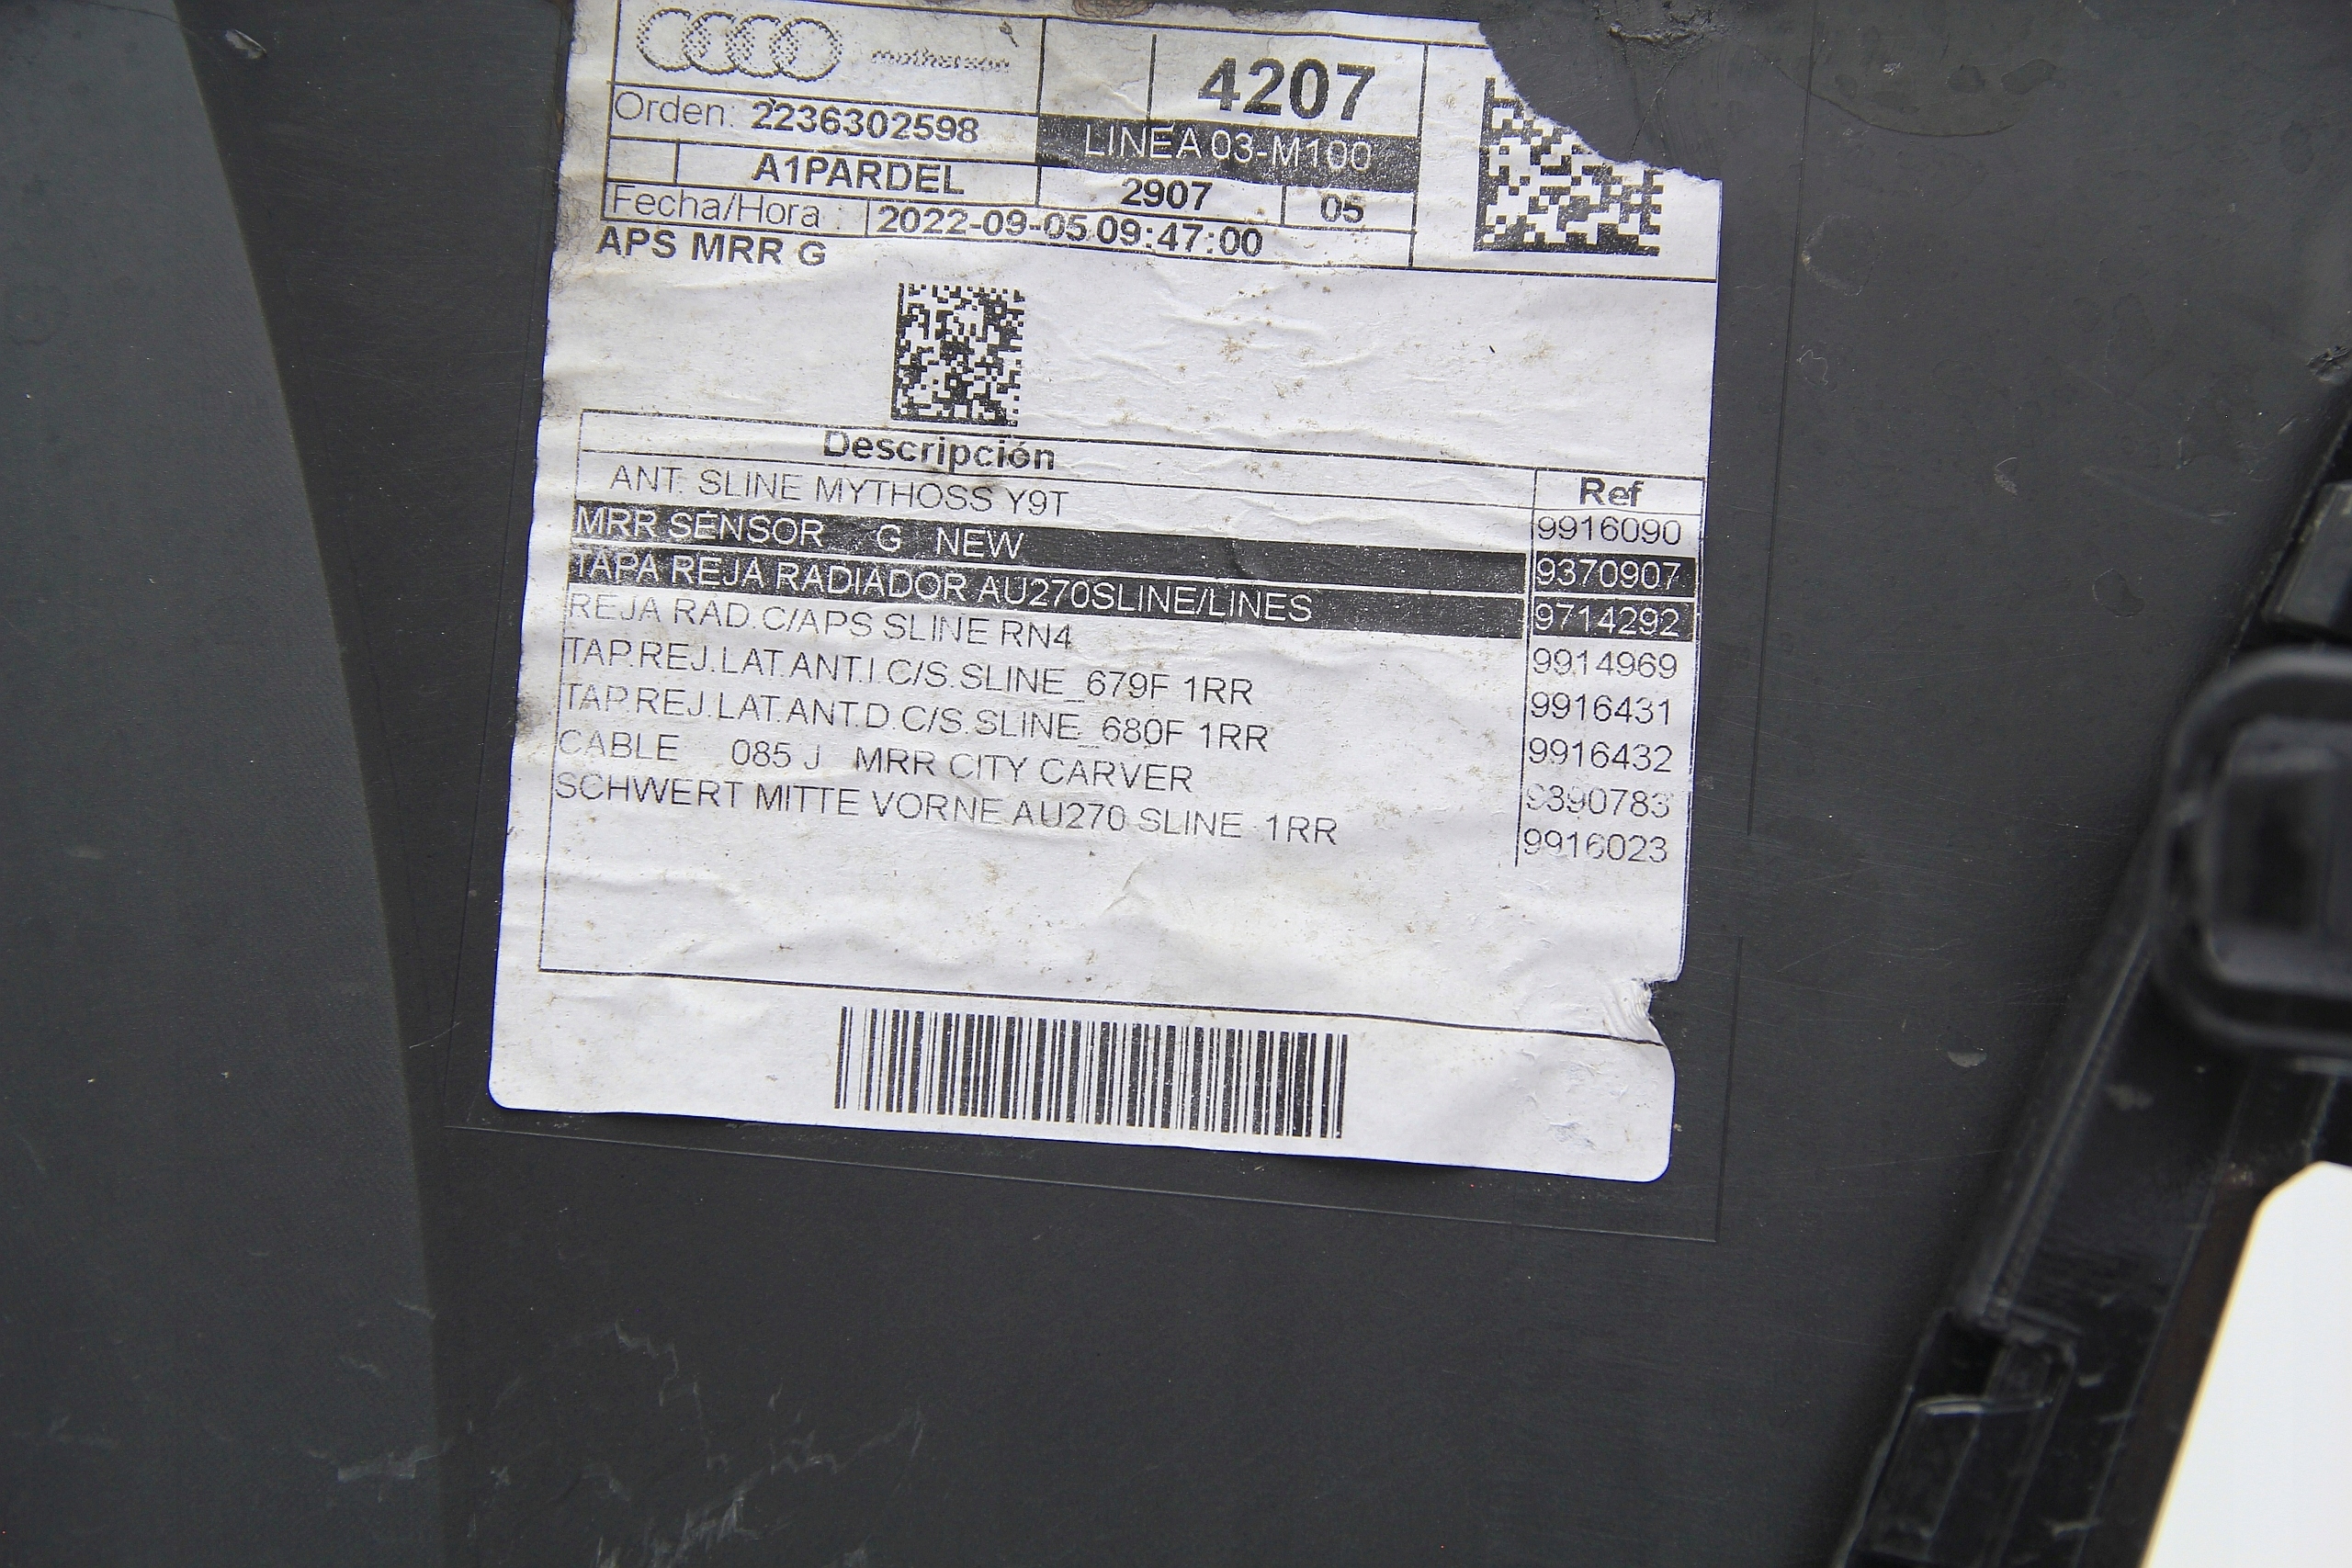 motherson
4207
Orden: 2236302598
LINEA 03-M100
A1PARDEL 2907 05
Fecha/Hora : 2022-09-05 09:47:00
APS MRR G
Descripción Ref
ANT. SLINE MYTHOSS Y9T 9916090
MRR SENSOR_ G NEW 9370907
TAPA REJA RADIADOR AU270SLINE/LINES 9714292
REJA RAD.C/APS SLINE RN4 9914969
TAP.REJ.LAT.ANT.I.C/S.SLINE_679F 1RR 9916431
TAP.REJ.LAT.ANT.D.C/S.SLINE_680F 1RR 9916432
CABLE 085 J MRR CITY CARVER 9390783
SCHWERT MITTE VORNE AU270 SLINE 1RR 9916023